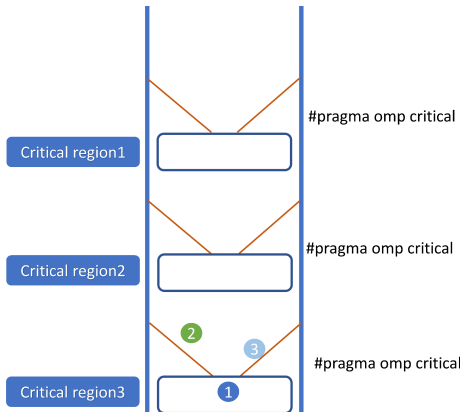 #pragma omp critical
Critical region1
#pragma omp critical
Critical region2
2
3
#pragma omp critical
Critical region3
1